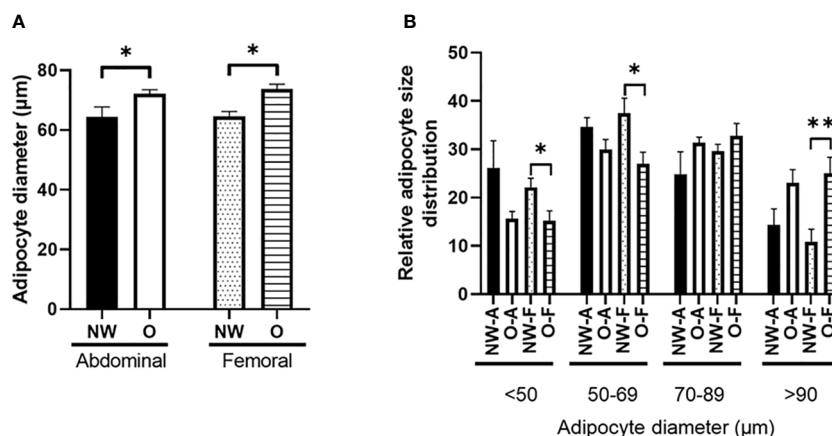 A
Adipocyte diameter (µm)
80
60
40
20
0
*
*
NW O NW O
Abdominal Femoral
B
Relative adipocyte size
distribution
50
40
30
20
10
0
*
*
**
NW-A O-A NW-F O-F NW-A O-A NW-F O-F NW-A O-A NW-F O-F NW-A O-A NW-F O-F
<50 50-69 70-89 >90
Adipocyte diameter (µm)